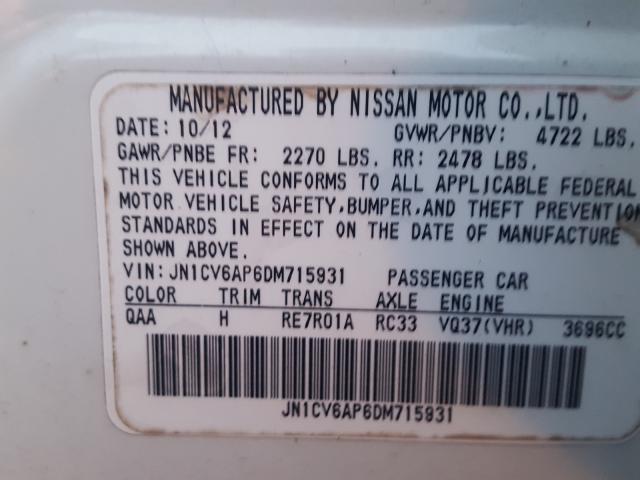 MANUFACTURED BY NISSAN MOTOR CO.,LTD.
DATE: 10/12 GVWR/PNBV: 4722 LBS.
GAWR/PNBE FR: 2270 LBS. RR: 2478 LBS.
THIS VEHICLE CONFORMS TO ALL APPLICABLE FEDERAL
MOTOR VEHICLE SAFETY,BUMPER,AND THEFT PREVENTION
STANDARDS IN EFFECT ON THE DATE OF MANUFACTURE
SHOWN ABOVE.
VIN: JN1CV6AP6DM715931 PASSENGER CAR
COLOR TRIM TRANS AXLE ENGINE
QAA H RE7R01A RC33 VQ37(VHR) 3696CC
JN1CV6AP6DM715931